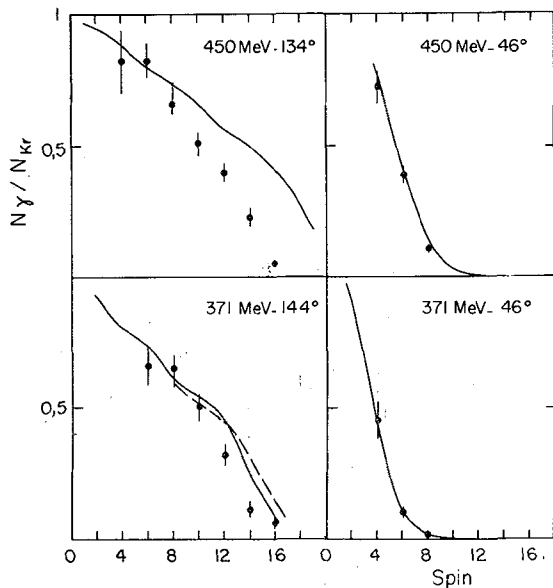 1
450 MeV - 134°
450 MeV - 46°
0,5
Nγ / NKr
0
371 MeV - 144°
371 MeV - 46°
0,5
0 4 8 12 16 0 4 8 12 16
Spin